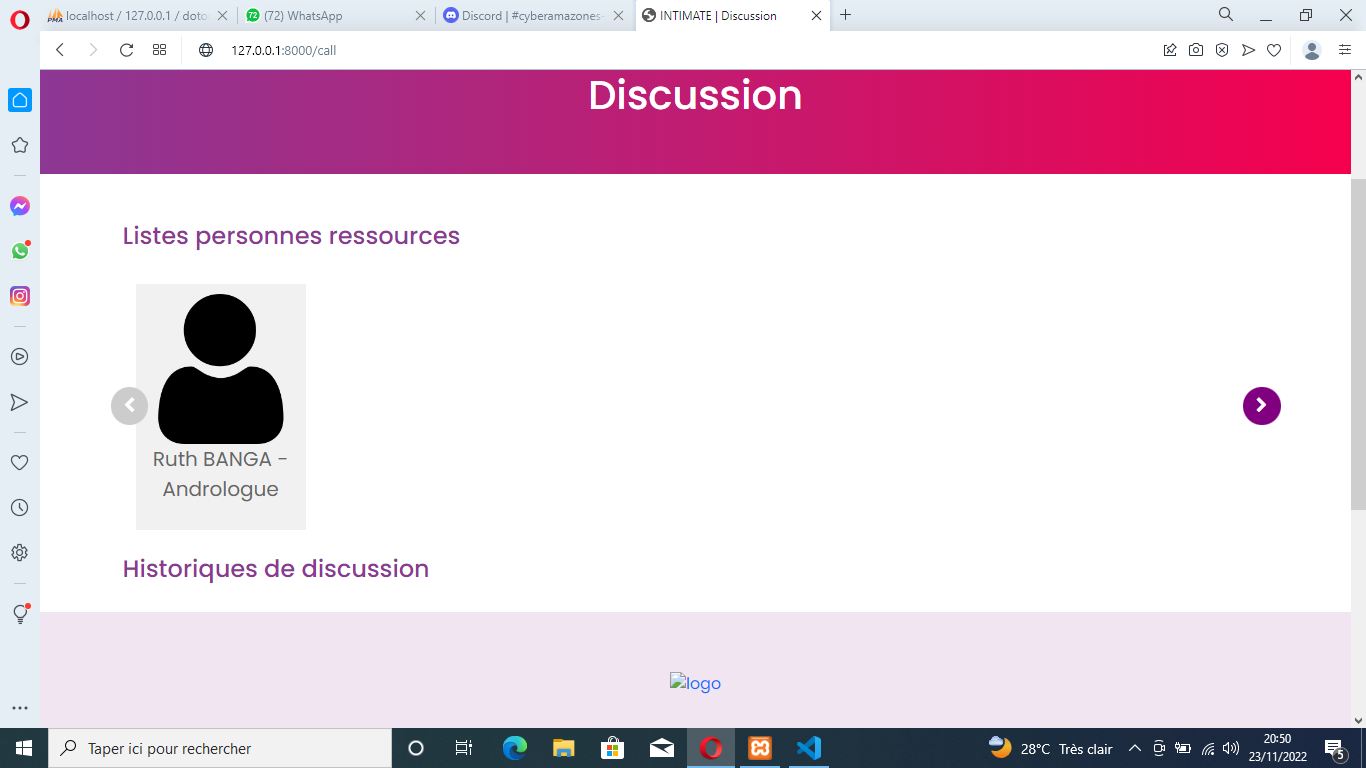 localhost / 127.0.0.1 / doto
(72) WhatsApp
Discord | #cyberamazones-
INTIMATE | Discussion
127.0.0.1:8000/call
Discussion
Listes personnes ressources
Ruth BANGA -
Andrologue
Historiques de discussion
logo
Taper ici pour rechercher
28°C Très clair
20:50
23/11/2022
5
PMA
72